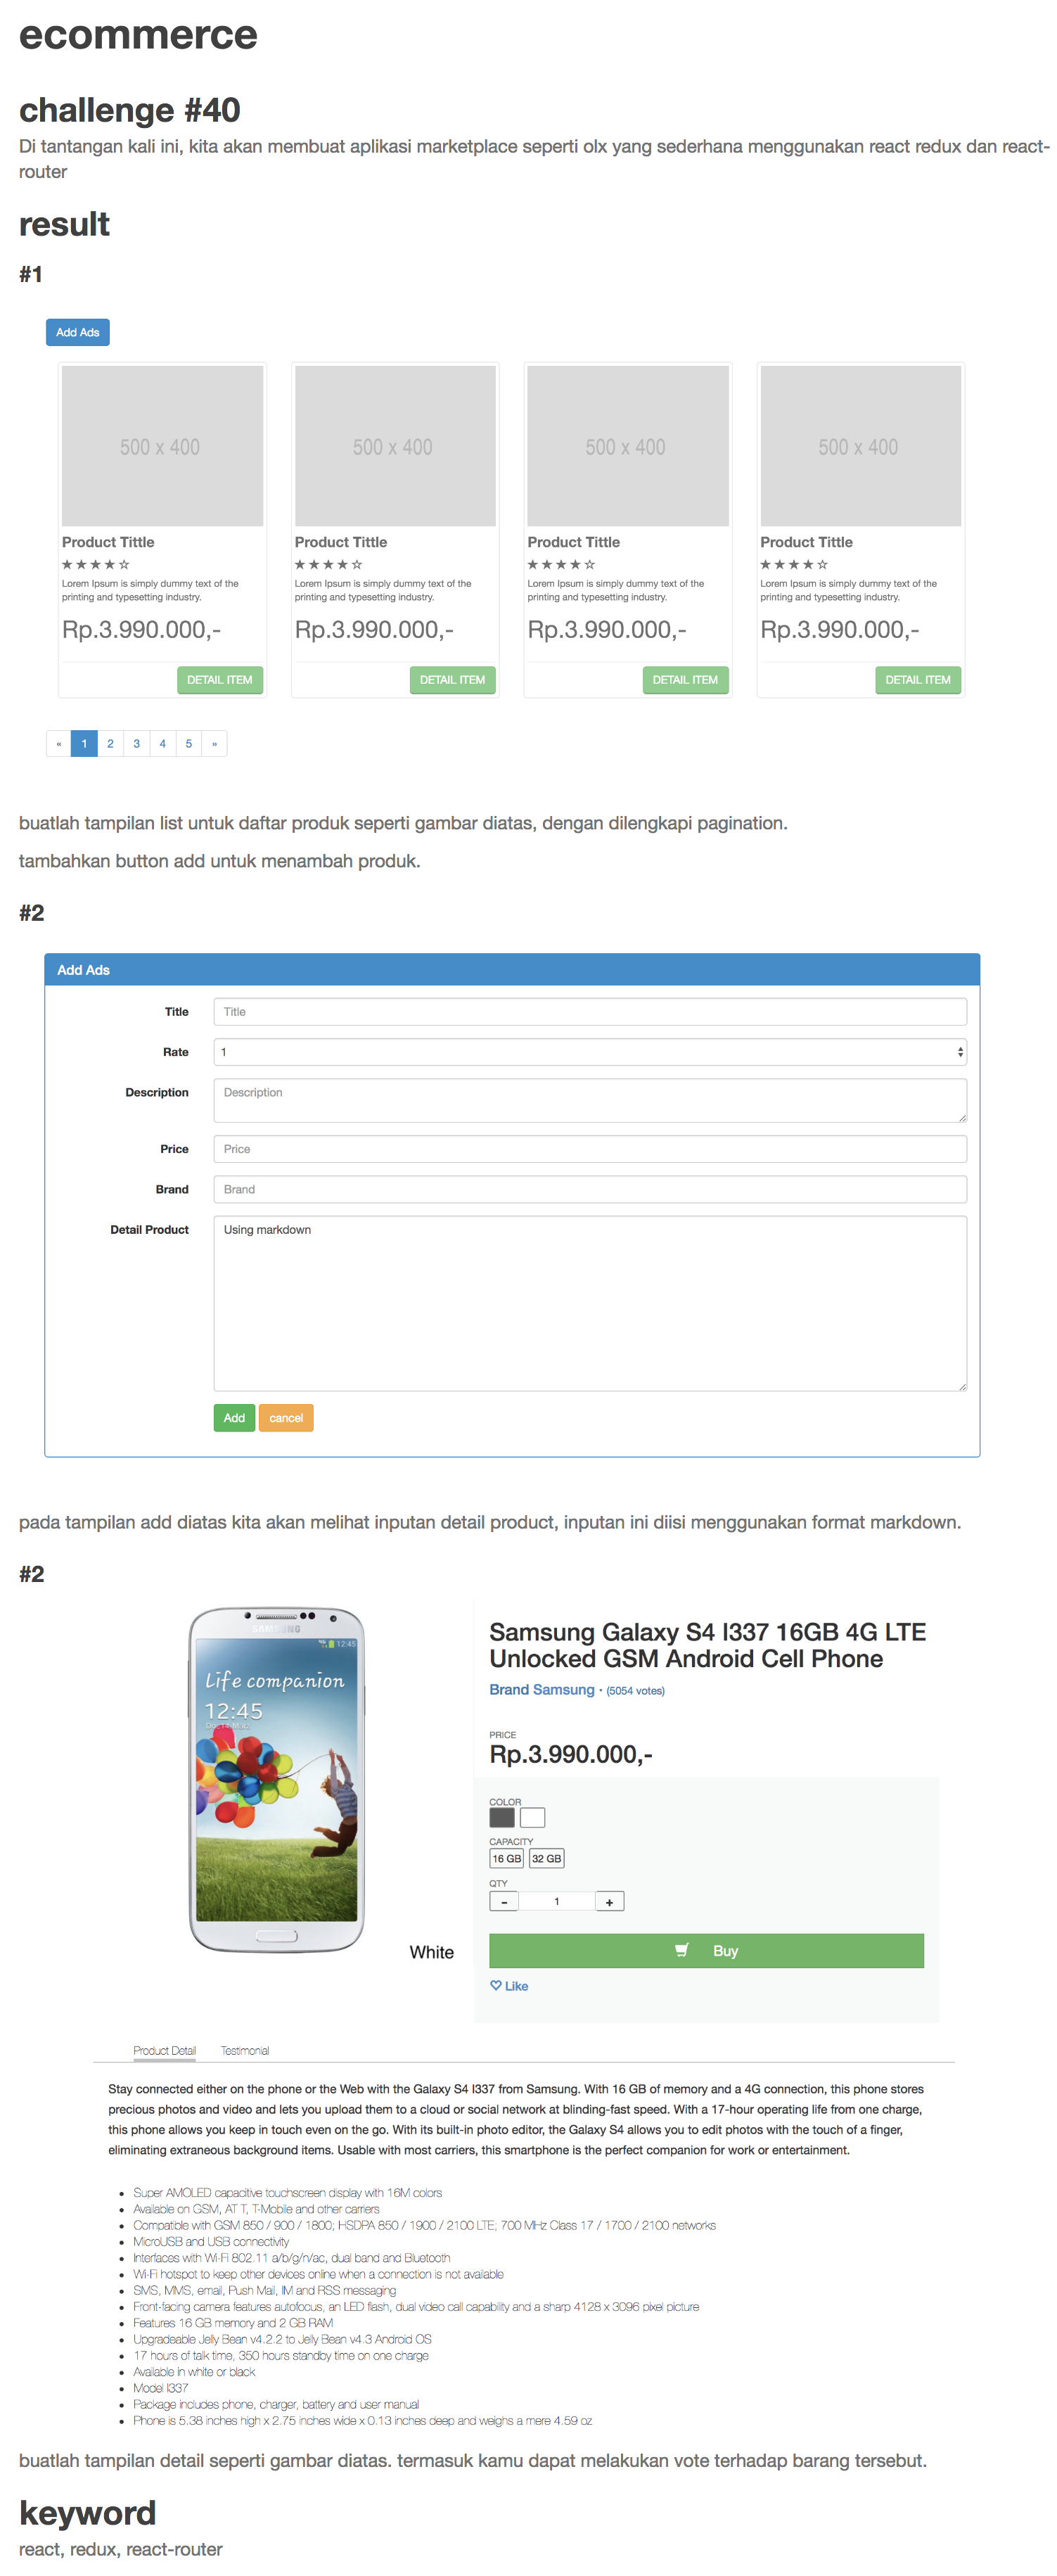 ecommerce
challenge #40
Di tantangan kali ini, kita akan membuat aplikasi marketplace seperti olx yang sederhana menggunakan react redux dan react-
router
result
#1
Add Ads
500 x 400 500 x 400 500 x 400 500 x 400
Product Tittle Product Tittle Product Tittle Product Tittle
★★★★☆ ★★★★☆ ★★★★☆ ★★★★☆
Lorem Ipsum is simply dummy text of the Lorem Ipsum is simply dummy text of the Lorem Ipsum is simply dummy text of the Lorem Ipsum is simply dummy text of the
printing and typesetting industry. printing and typesetting industry. printing and typesetting industry. printing and typesetting industry.
Rp.3.990.000,- Rp.3.990.000,- Rp.3.990.000,- Rp.3.990.000,-
DETAIL ITEM DETAIL ITEM DETAIL ITEM DETAIL ITEM
« 1 2 3 4 5 »
buatlah tampilan list untuk daftar produk seperti gambar diatas, dengan dilengkapi pagination.
tambahkan button add untuk menambah produk.
#2
Add Ads
Title Title
Rate 1
Description Description
Price Price
Brand Brand
Detail Product Using markdown
Add cancel
pada tampilan add diatas kita akan melihat inputan detail product, inputan ini diisi menggunakan format markdown.
#2
SAMSUNG
12:45
Life companion
12:45
White
Samsung Galaxy S4 I337 16GB 4G LTE
Unlocked GSM Android Cell Phone
Brand Samsung · (5054 votes)
PRICE
Rp.3.990.000,-
COLOR
CAPACITY
16 GB 32 GB
QTY
- 1 +
Buy
Like
Product Detail Testimonial
Stay connected either on the phone or the Web with the Galaxy S4 I337 from Samsung. With 16 GB of memory and a 4G connection, this phone stores
precious photos and video and lets you upload them to a cloud or social network at blinding-fast speed. With a 17-hour operating life from one charge,
this phone allows you keep in touch even on the go. With its built-in photo editor, the Galaxy S4 allows you to edit photos with the touch of a finger,
eliminating extraneous background items. Usable with most carriers, this smartphone is the perfect companion for work or entertainment.
• Super AMOLED capacitive touchscreen display with 16M colors
• Available on GSM, AT T, T-Mobile and other carriers
• Compatible with GSM 850 / 900 / 1800; HSDPA 850 / 1900 / 2100 LTE; 700 MHz Class 17 / 1700 / 2100 networks
• MicroUSB and USB connectivity
• Interfaces with Wi-Fi 802.11 a/b/g/n/ac, dual band and Bluetooth
• Wi-Fi hotspot to keep other devices online when a connection is not available
• SMS, MMS, email, Push Mail, IM and RSS messaging
• Front-facing camera features autofocus, an LED flash, dual video call capability and a sharp 4128 x 3096 pixel picture
• Features 16 GB memory and 2 GB RAM
• Upgradeable Jelly Bean v4.2.2 to Jelly Bean v4.3 Android OS
• 17 hours of talk time, 350 hours standby time on one charge
• Available in white or black
• Model I337
• Package includes phone, charger, battery and user manual
• Phone is 5.38 inches high x 2.75 inches wide x 0.13 inches deep and weighs a mere 4.59 oz
buatlah tampilan detail seperti gambar diatas. termasuk kamu dapat melakukan vote terhadap barang tersebut.
keyword
react, redux, react-router